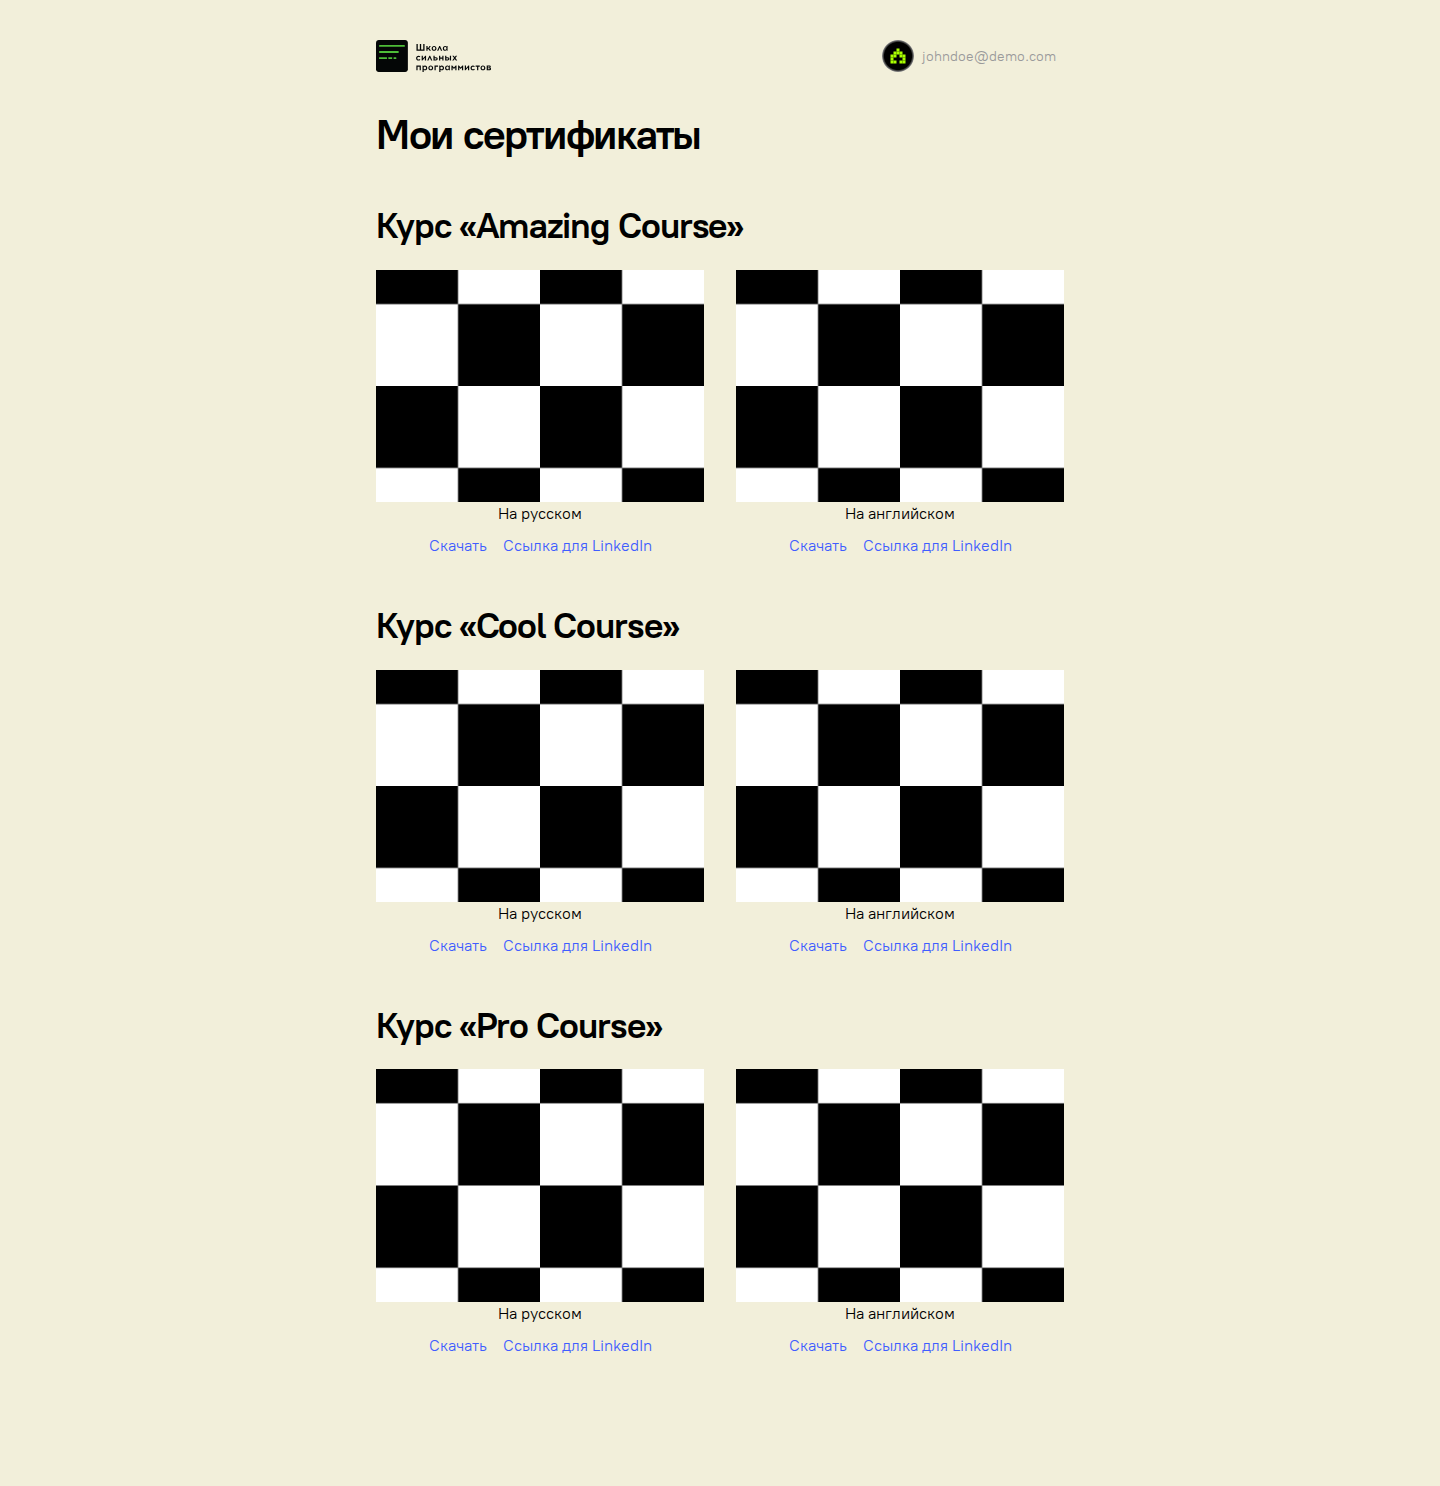 Школа
сильных
программистов
johndoe@demo.com
Мои сертификаты
Курс «Amazing Course»
На русском
На английском
Скачать Ссылка для LinkedIn
Скачать Ссылка для LinkedIn
Курс «Cool Course»
На русском
На английском
Скачать Ссылка для LinkedIn
Скачать Ссылка для LinkedIn
Курс «Pro Course»
На русском
На английском
Скачать Ссылка для LinkedIn
Скачать Ссылка для LinkedIn